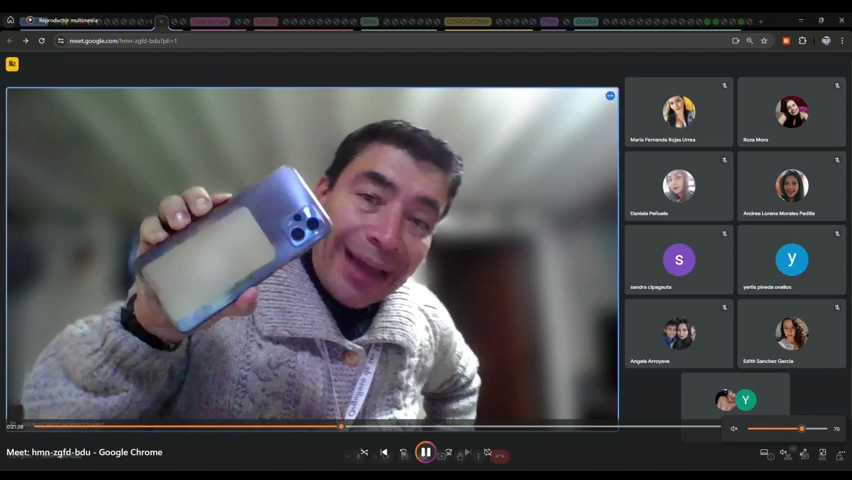 Reproductor multimedia
meet.google.com/hmn-zgfd-bdu?pli=1
Maria Fernanda Rojas Urrea
Roza Mora
Daniela Peñuela
Andrea Lorena Morales Padilla
s
sandra cipagauta
y
yerlis pineda ovallos
Angela Arroyave
Edith Sanchez Garcia
Y
0:21:28
70
Meet: hmn-zgfd-bdu - Google Chrome